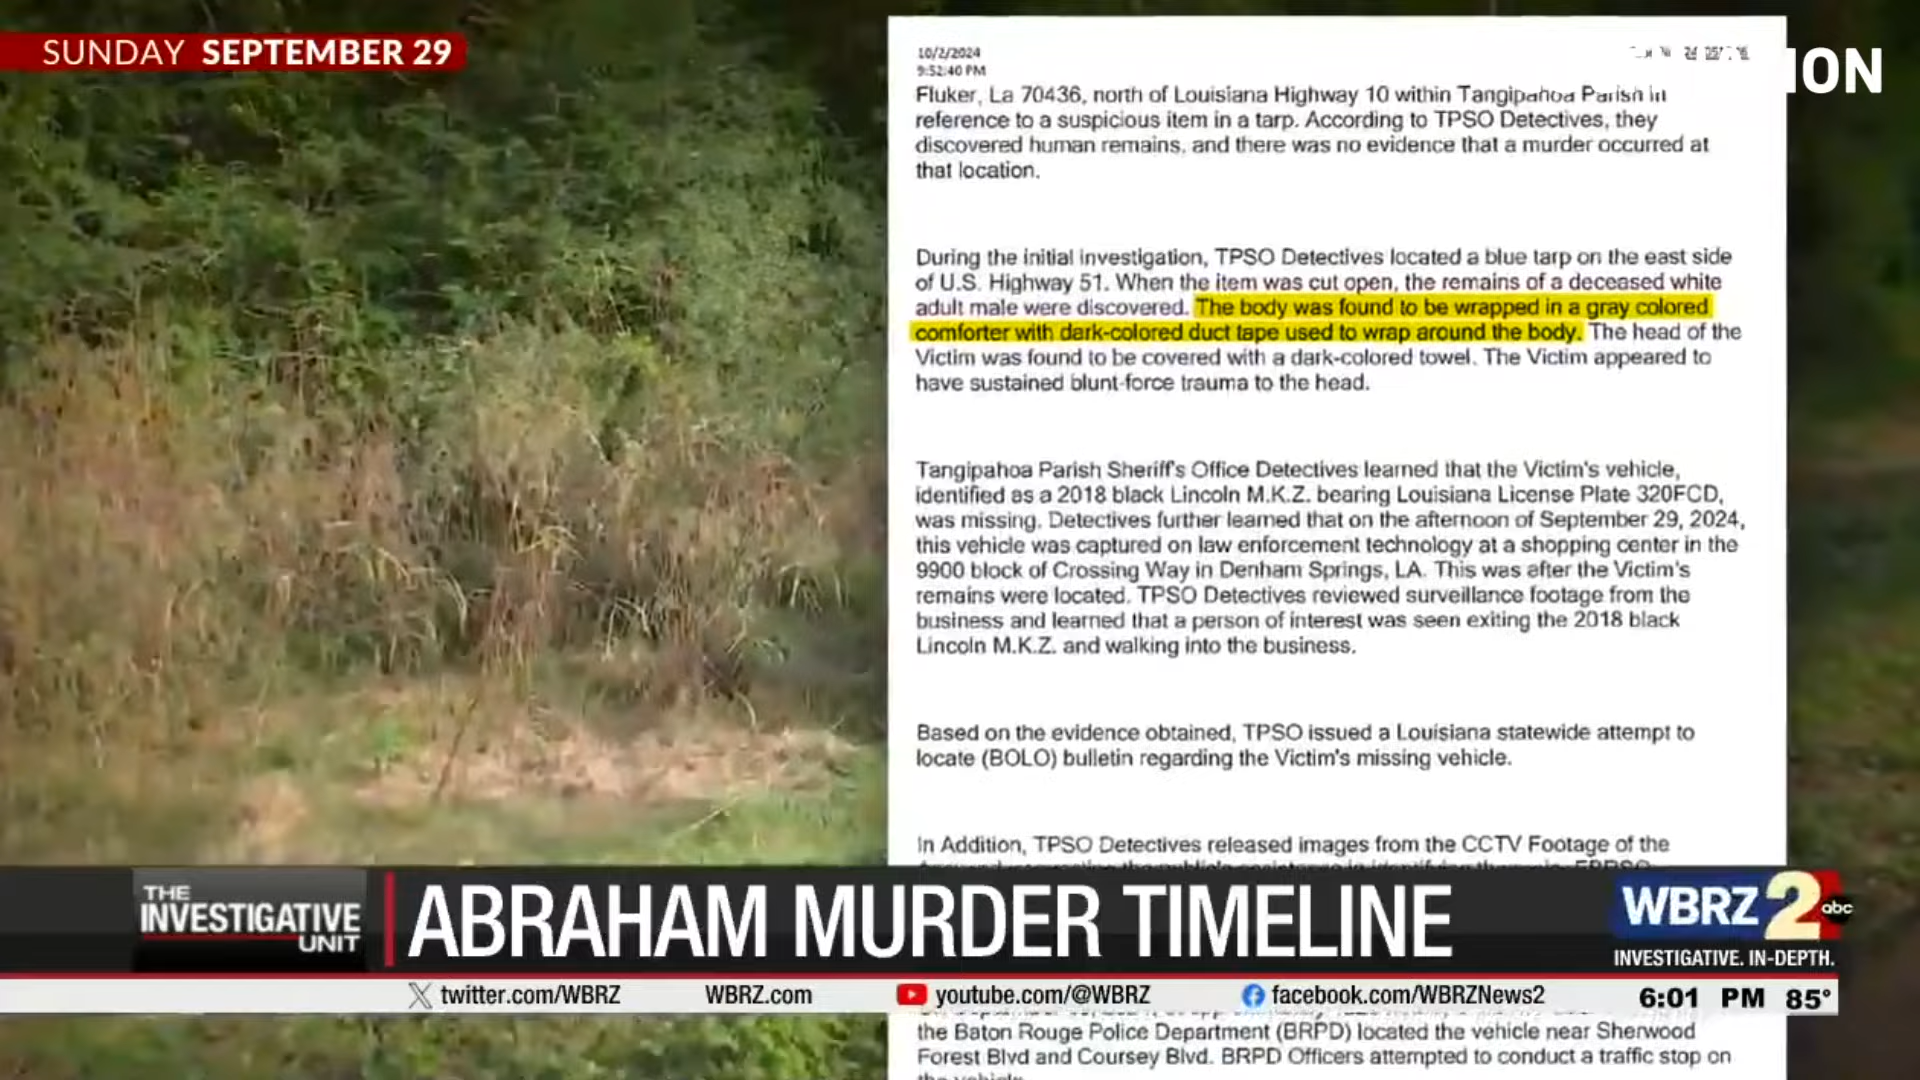 SUNDAY SEPTEMBER 29
10/2/2024
9:52:40 PM
ION
Fluker, La 70436, north of Louisiana Highway 10 within Tangipahoa Parish in
reference to a suspicious item in a tarp. According to TPSO Detectives, they
discovered human remains, and there was no evidence that a murder occurred at
that location.
During the initial investigation, TPSO Detectives located a blue tarp on the east side
of U.S. Highway 51. When the item was cut open, the remains of a deceased white
adult male were discovered. The body was found to be wrapped in a gray colored
comforter with dark-colored duct tape used to wrap around the body. The head of the
Victim was found to be covered with a dark-colored towel. The Victim appeared to
have sustained blunt-force trauma to the head.
Tangipahoa Parish Sheriff's Office Detectives learned that the Victim's vehicle,
identified as a 2018 black Lincoln M.K.Z. bearing Louisiana License Plate 320FCD,
was missing. Detectives further learned that on the afternoon of September 29, 2024,
this vehicle was captured on law enforcement technology at a shopping center in the
9900 block of Crossing Way in Denham Springs, LA. This was after the Victim's
remains were located. TPSO Detectives reviewed surveillance footage from the
business and learned that a person of interest was seen exiting the 2018 black
Lincoln M.K.Z. and walking into the business.
Based on the evidence obtained, TPSO issued a Louisiana statewide attempt to
locate (BOLO) bulletin regarding the Victim's missing vehicle.
In Addition, TPSO Detectives released images from the CCTV Footage of the
THE
INVESTIGATIVE
UNIT
ABRAHAM MURDER TIMELINE
WBRZ 2 abc
INVESTIGATIVE. IN-DEPTH.
twitter.com/WBRZ WBRZ.com youtube.com/@WBRZ facebook.com/WBRZNews2 6:01 PM 85°
the Baton Rouge Police Department (BRPD) located the vehicle near Sherwood
Forest Blvd and Coursey Blvd. BRPD Officers attempted to conduct a traffic stop on